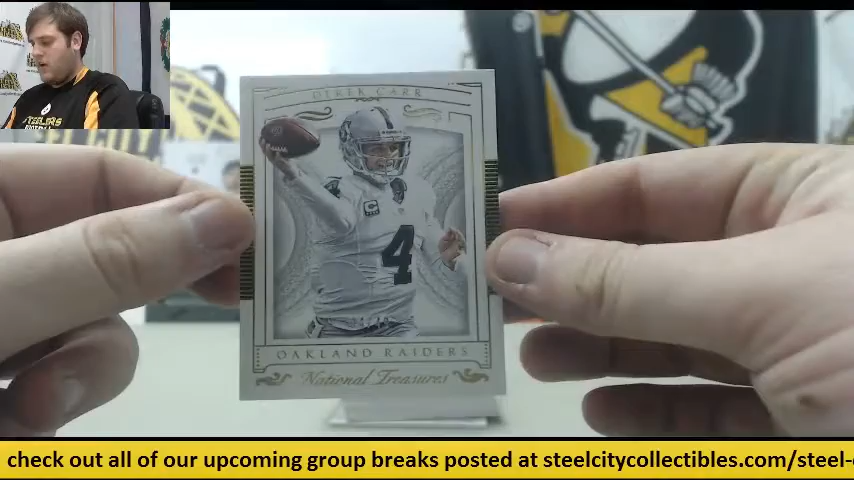 STEELERS
DEREK CARR
C
4
OAKLAND RAIDERS
National Treasures
check out all of our upcoming group breaks posted at steelcitycollectibles.com/steel-